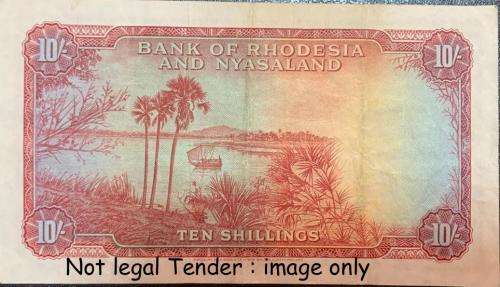 10/-
10/-
BANK OF RHODESIA
AND NYASALAND
10/-
10/-
TEN SHILLINGS
Not legal Tender : image only